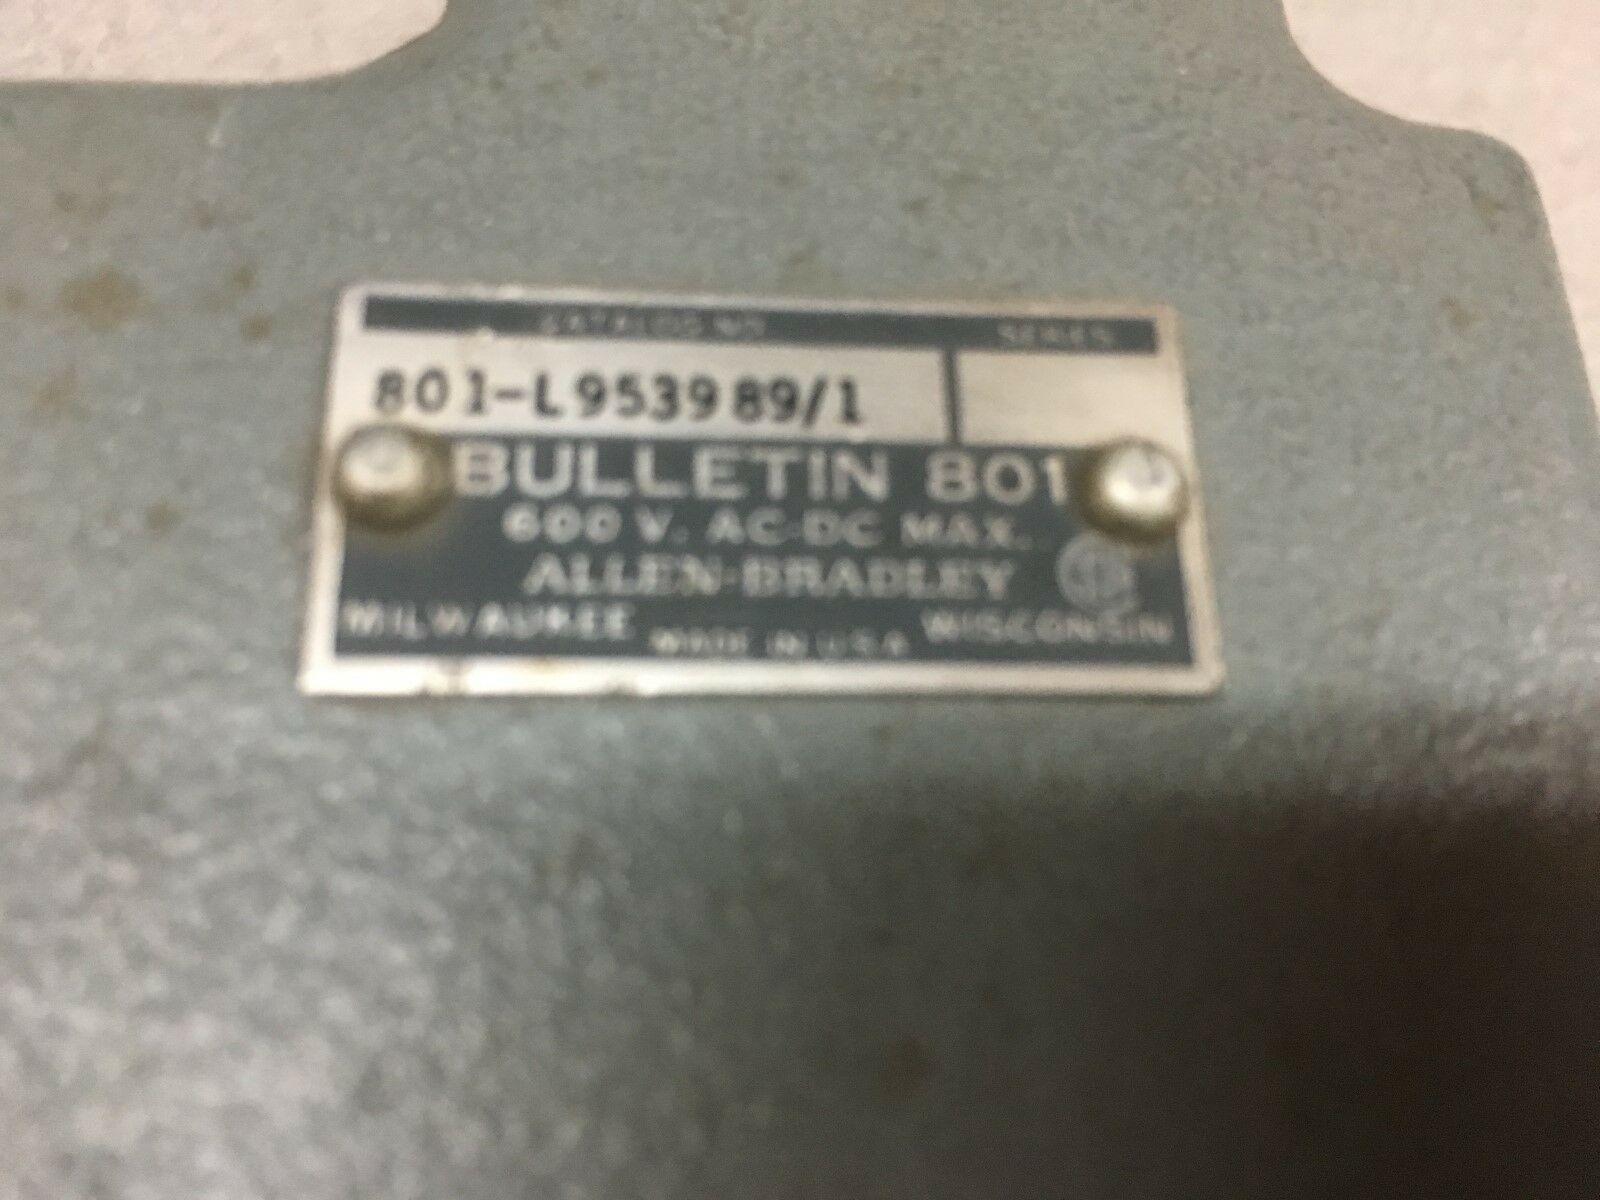 CATALOG NO. SERIES
801-L953989/1
BULLETIN 801
600 V. AC-DC MAX.
ALLEN-BRADLEY
MILWAUKEE MADE IN U.S.A. WISCONSIN